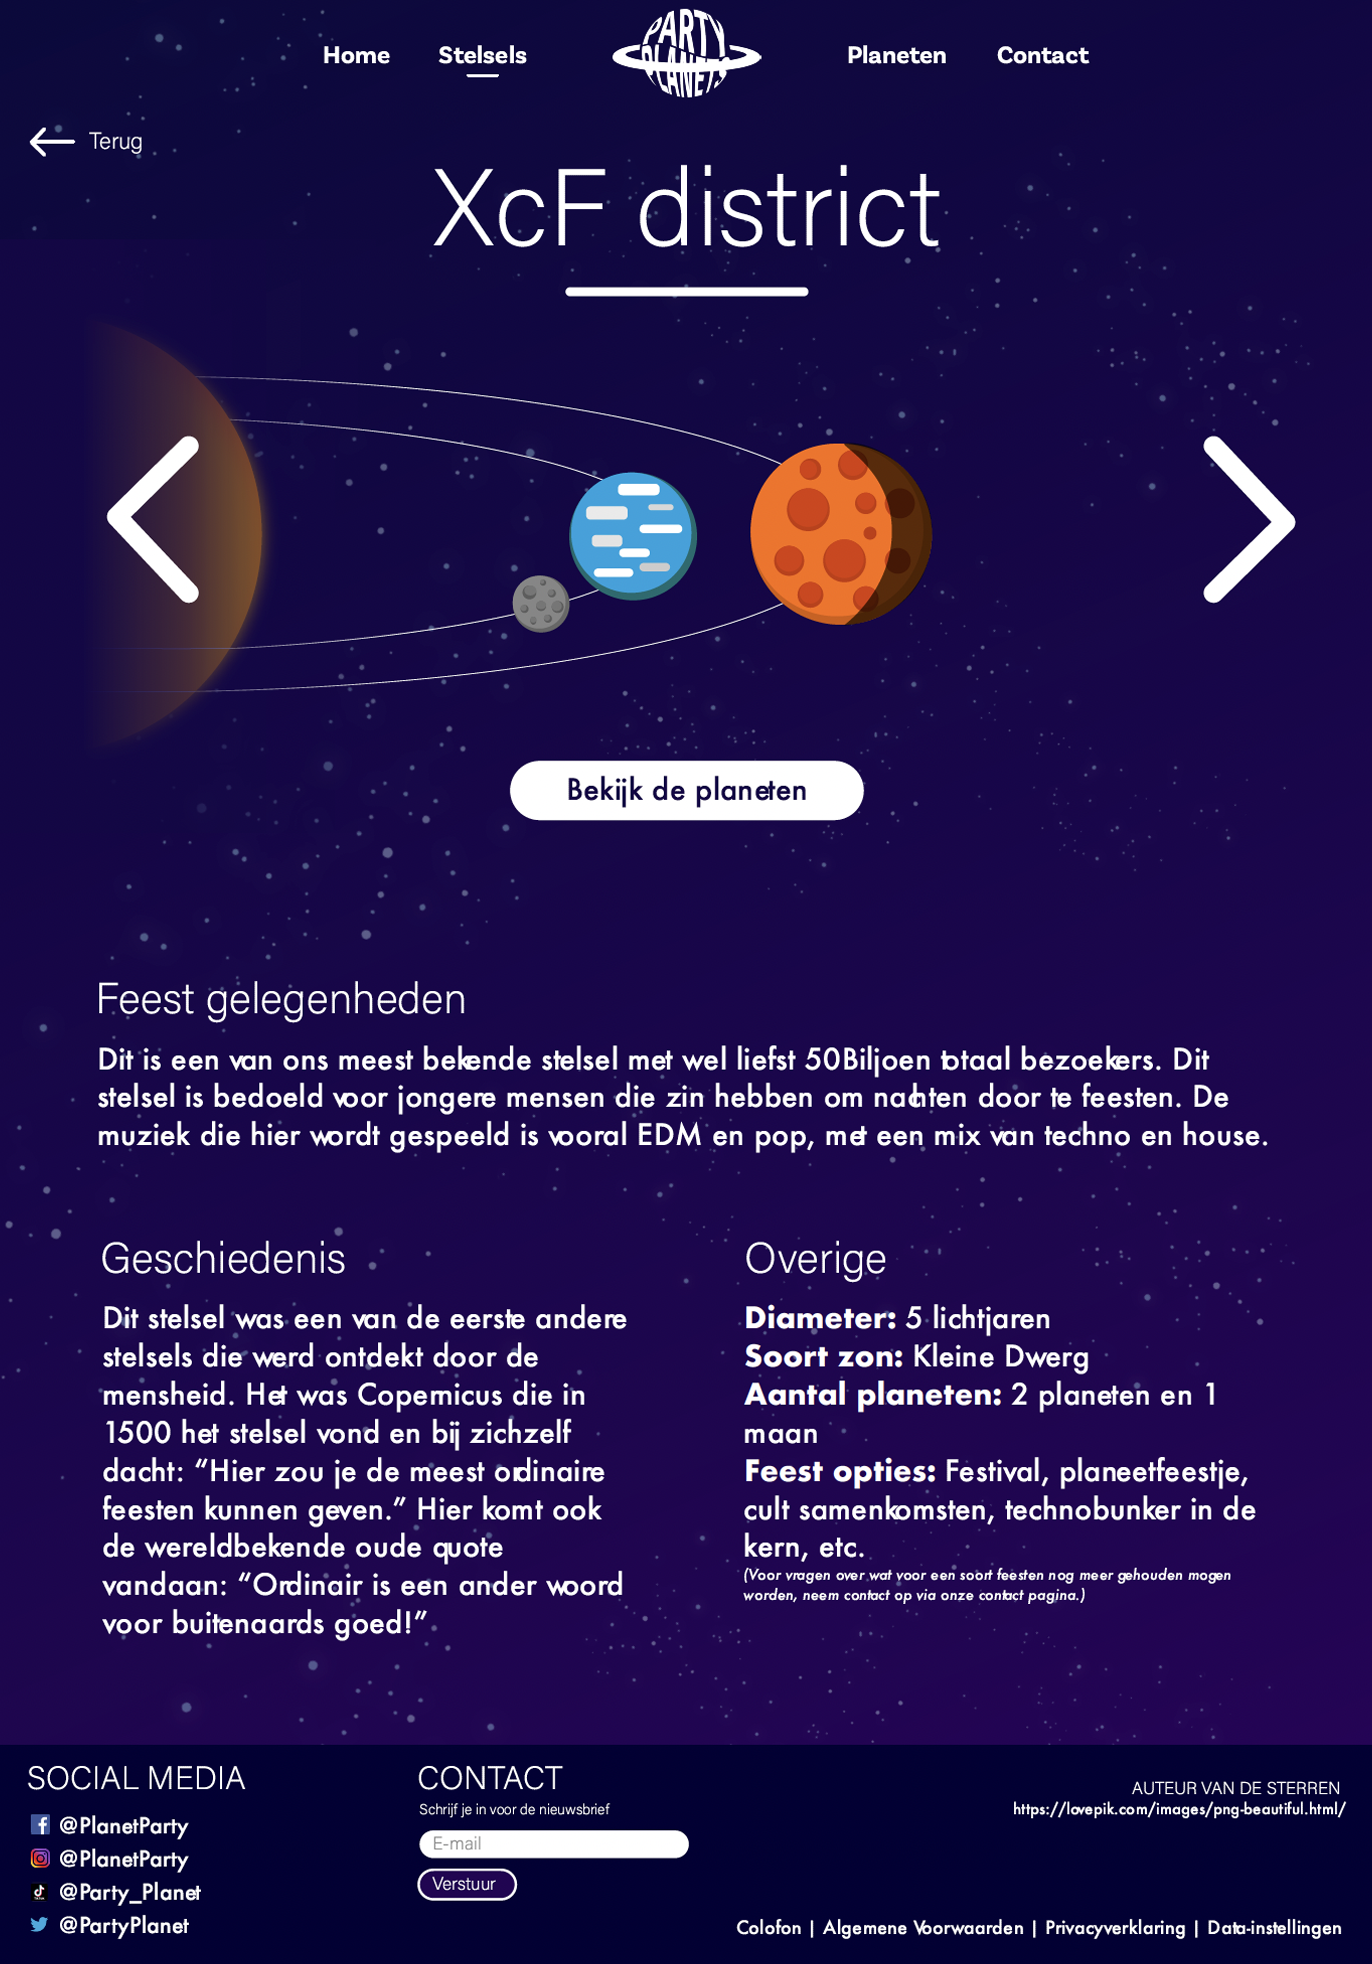 Home
Stelsels
PARTY
PLANETS
Planeten
Contact
Terug
XcF district
Bekijk de planeten
Feest gelegenheden
Dit is een van ons meest bekende stelsel met wel liefst 50Biljoen totaal bezoekers. Dit
stelsel is bedoeld voor jongere mensen die zin hebben om nachten door te feesten. De
muziek die hier wordt gespeeld is vooral EDM en pop, met een mix van techno en house.
Geschiedenis
Dit stelsel was een van de eerste andere
stelsels die werd ontdekt door de
mensheid. Het was Copernicus die in
1500 het stelsel vond en bij zichzelf
dacht: “Hier zou je de meest ordinaire
feesten kunnen geven.” Hier komt ook
de wereldbekende oude quote
vandaan: “Ordinair is een ander woord
voor buitenaards goed!”
Overige
Diameter: 5 lichtjaren
Soort zon: Kleine Dwerg
Aantal planeten: 2 planeten en 1
maan
Feest opties: Festival, planeetfeestje,
cult samenkomsten, technobunker in de
kern, etc.
(Voor vragen over wat voor een soort feesten nog meer gehouden mogen
worden, neem contact op via onze contact pagina.)
SOCIAL MEDIA
@PlanetParty
@PlanetParty
@Party_Planet
@PartyPlanet
CONTACT
Schrijf je in voor de nieuwsbrief
E-mail
Verstuur
AUTEUR VAN DE STERREN
https://lovepik.com/images/png-beautiful.html/
Colofon | Algemene Voorwaarden | Privacyverklaring | Data-instellingen